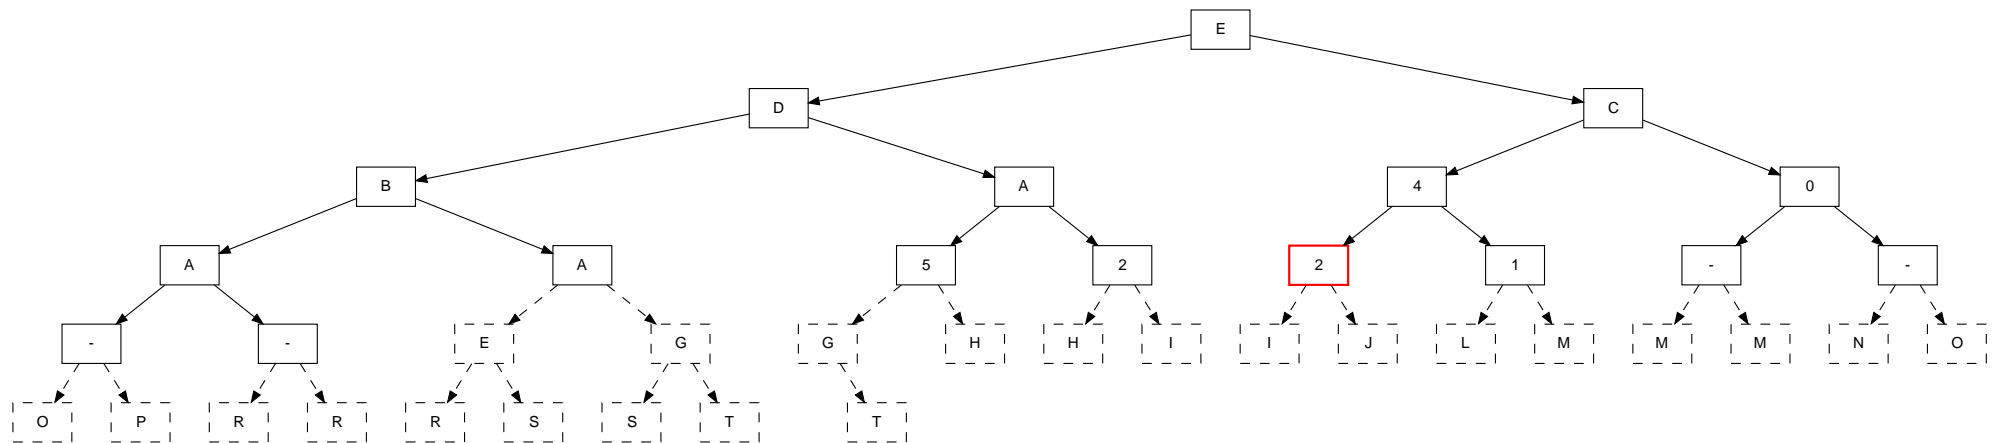 E
D C
B A 4 0
A A 5 2 2 1 - -
- - E G G H H I I J L M M M N O
O P R R R S S T T